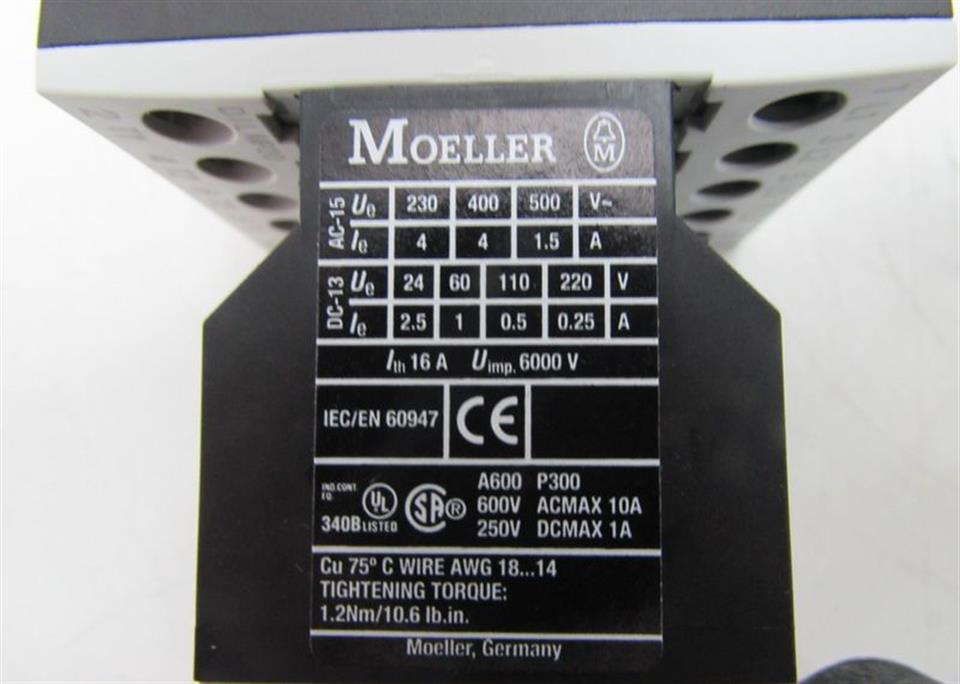 MOELLER M
AC-15 Ue 230 400 500 V~
Ie 4 4 1.5 A
DC-13 Ue 24 60 110 220 V
Ie 2.5 1 0.5 0.25 A
Ith 16 A Uimp. 6000 V
IEC/EN 60947 CE
IND. CONT. EQ.
340B UL LISTED SA ®
A600 P300
600V ACMAX 10A
250V DCMAX 1A
Cu 75° C WIRE AWG 18...14
TIGHTENING TORQUE:
1.2Nm/10.6 lb.in.
Moeller, Germany